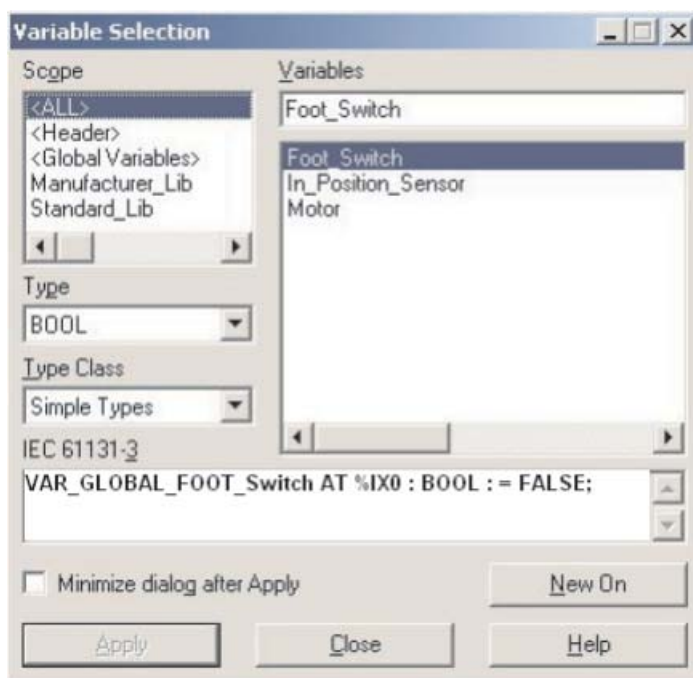 Variable Selection
Scope
<ALL>
<Header>
<Global Variables>
Manufacturer_Lib
Standard_Lib
Type
BOOL
Type Class
Simple Types
Variables
Foot_Switch
Foot_Switch
In_Position_Sensor
Motor
IEC 61131-3
VAR_GLOBAL_FOOT_Switch AT %IX0 : BOOL : = FALSE;
Minimize dialog after Apply
New On
Apply
Close
Help